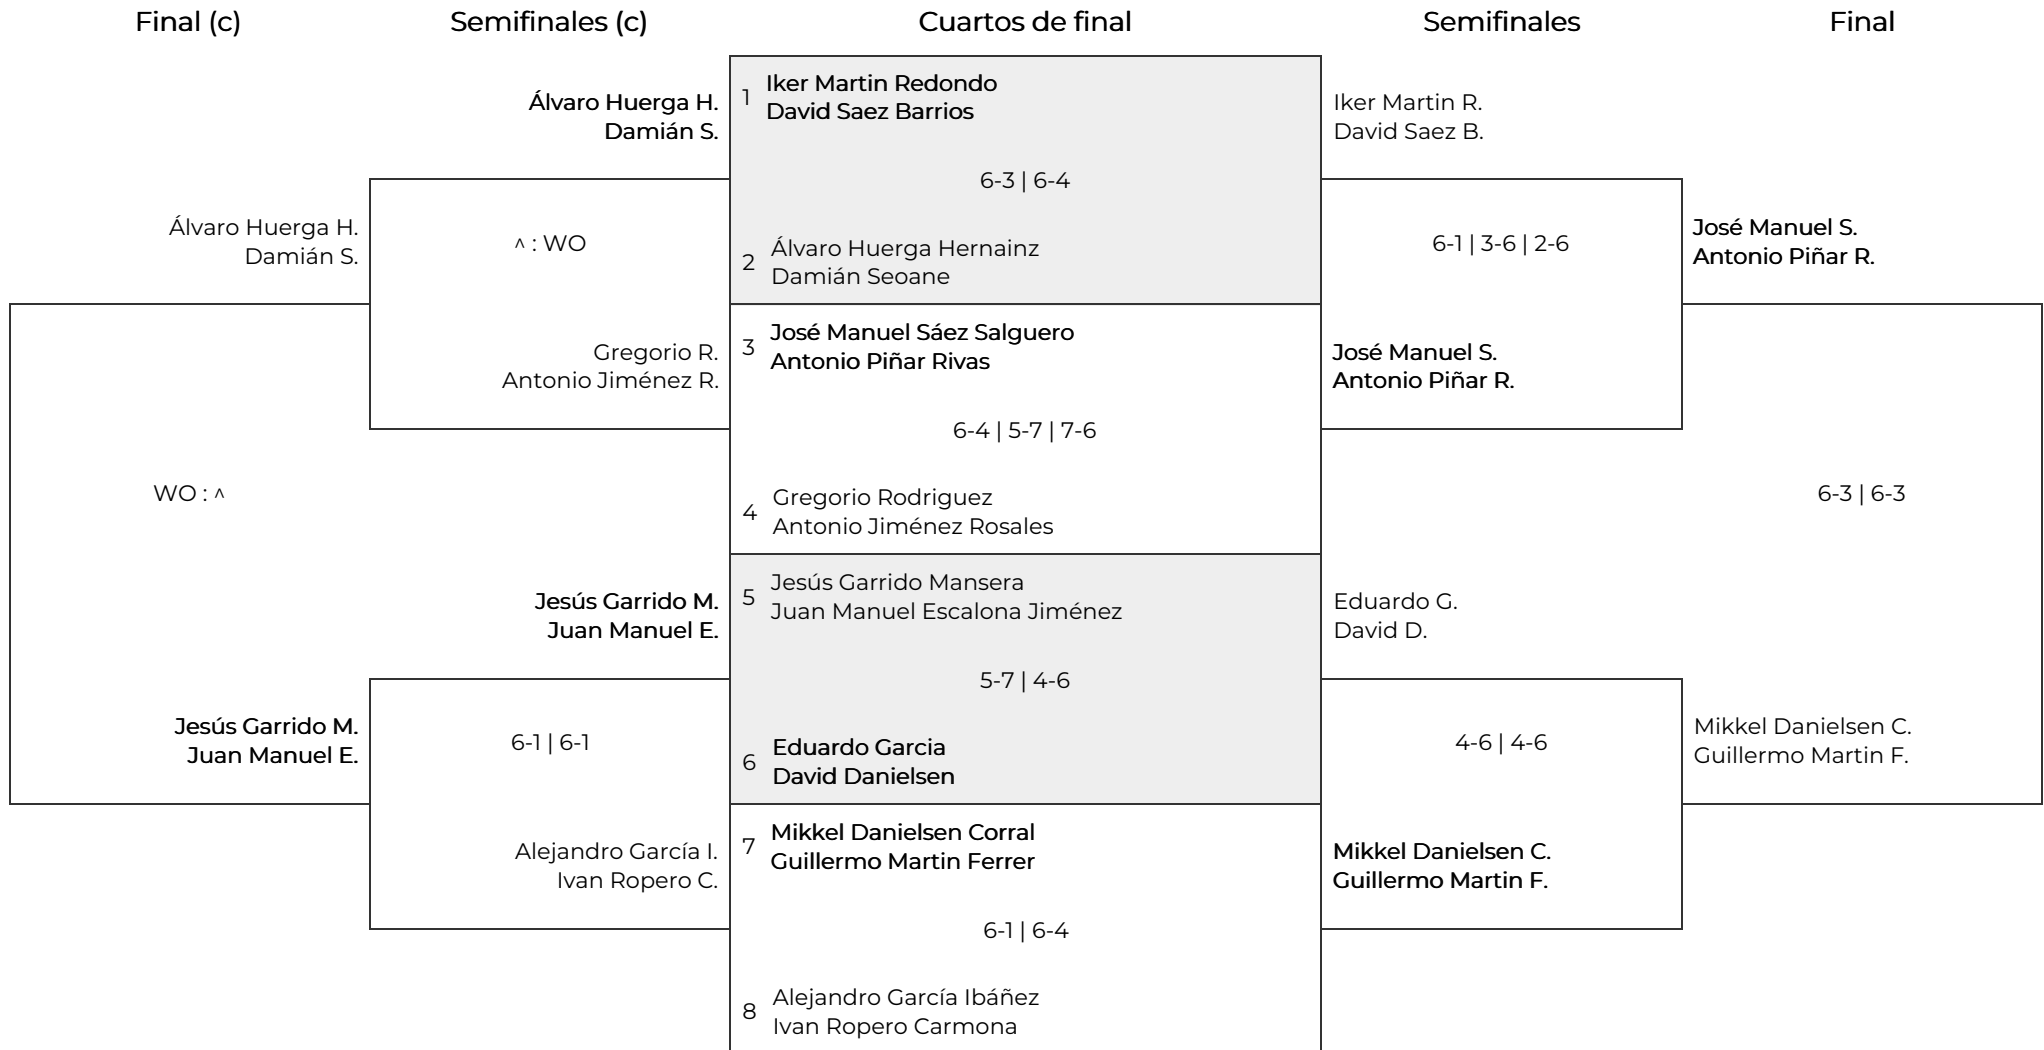 Final (c)
Semifinales (c)
Cuartos de final
Semifinales
Final
Álvaro Huerga H.
Damián S.
1
Iker Martin Redondo
David Saez Barrios
Iker Martin R.
David Saez B.
6-3 | 6-4
Álvaro Huerga H.
Damián S.
^ : WO
2
Álvaro Huerga Hernainz
Damián Seoane
6-1 | 3-6 | 2-6
José Manuel S.
Antonio Piñar R.
Gregorio R.
Antonio Jiménez R.
3
José Manuel Sáez Salguero
Antonio Piñar Rivas
José Manuel S.
Antonio Piñar R.
6-4 | 5-7 | 7-6
WO : ^
4
Gregorio Rodriguez
Antonio Jiménez Rosales
6-3 | 6-3
Jesús Garrido M.
Juan Manuel E.
5
Jesús Garrido Mansera
Juan Manuel Escalona Jiménez
Eduardo G.
David D.
5-7 | 4-6
Jesús Garrido M.
Juan Manuel E.
6-1 | 6-1
6
Eduardo Garcia
David Danielsen
4-6 | 4-6
Mikkel Danielsen C.
Guillermo Martin F.
Alejandro García I.
Ivan Ropero C.
7
Mikkel Danielsen Corral
Guillermo Martin Ferrer
Mikkel Danielsen C.
Guillermo Martin F.
6-1 | 6-4
8
Alejandro García Ibáñez
Ivan Ropero Carmona